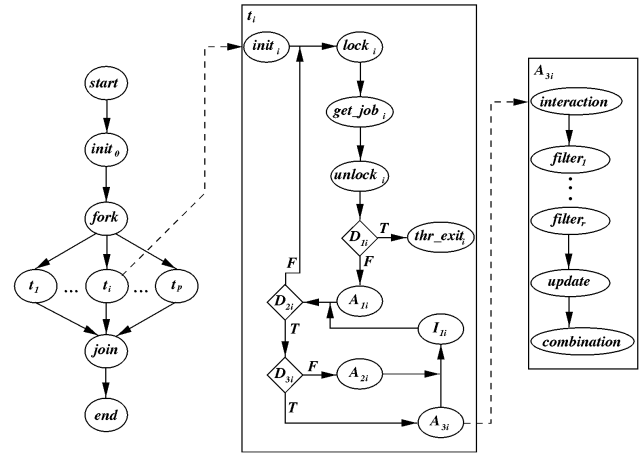 start
init₀
fork
t₁ ... tᵢ ... tₚ
join
end
tᵢ
initᵢ
lockᵢ
get_jobᵢ
unlockᵢ
D₁ᵢ
T
thr_exitᵢ
F
A₁ᵢ
F
D₂ᵢ
T
I₁ᵢ
D₃ᵢ
F
A₂ᵢ
T
A₃ᵢ
A₃ᵢ
interaction
filter₁
filterᵣ
update
combination